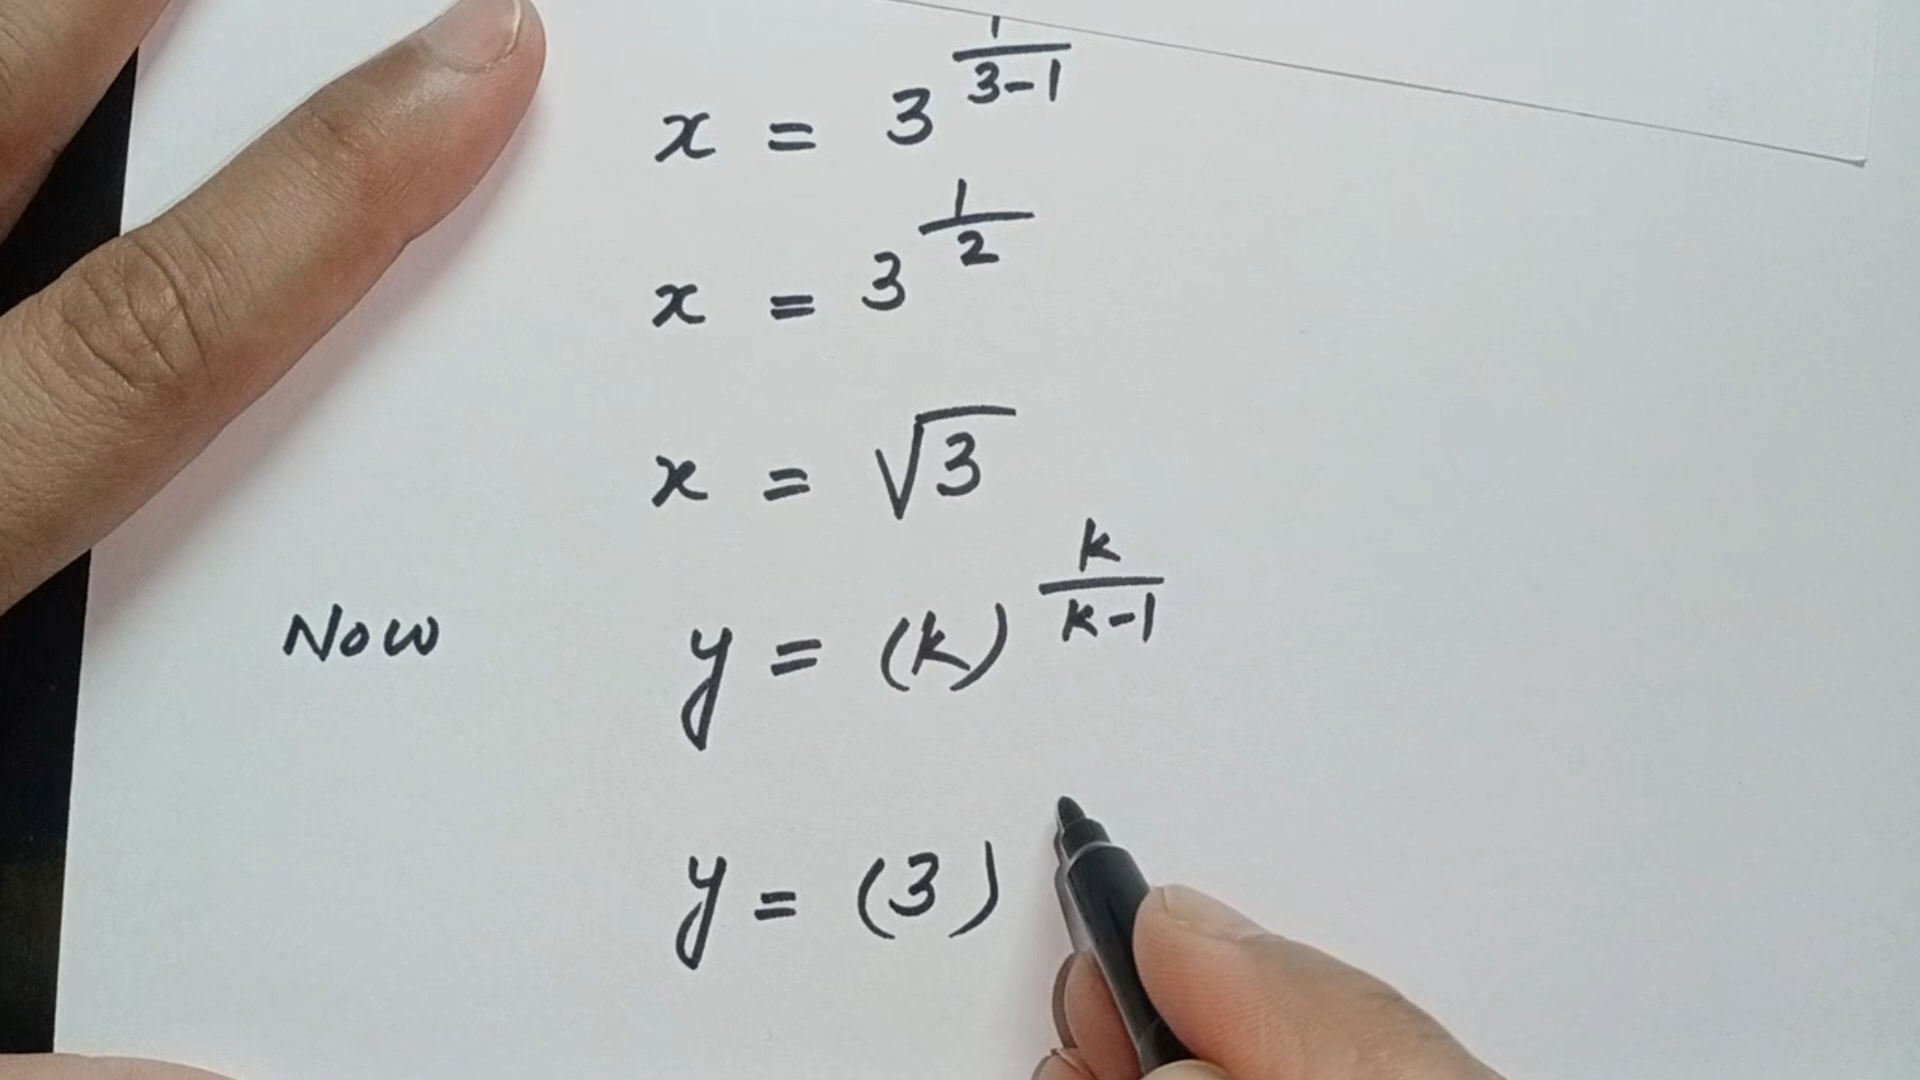 x = 3^(1/(3-1))
x = 3^(1/2)
x = √3
Now y = (k)^(k/(k-1))
y = (3)